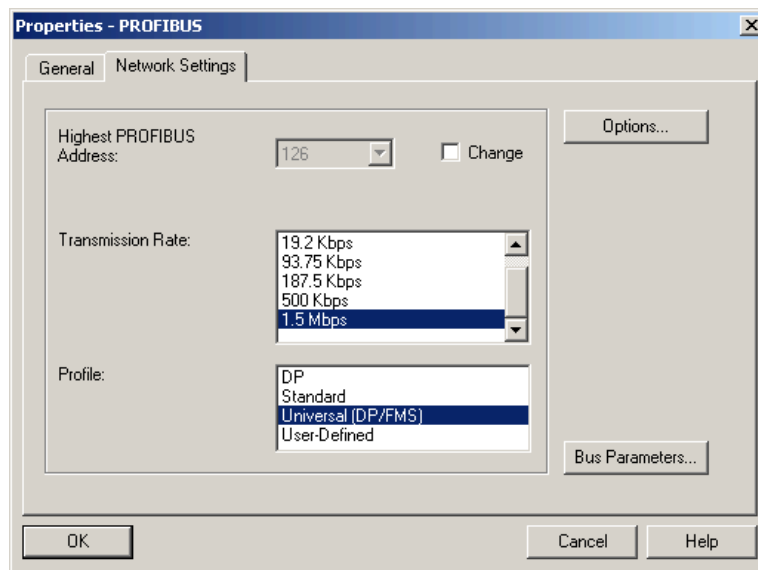 Properties - PROFIBUS
General
Network Settings
Highest PROFIBUS
Address:
126
Change
Options...
Transmission Rate:
19.2 Kbps
93.75 Kbps
187.5 Kbps
500 Kbps
1.5 Mbps
Profile:
DP
Standard
Universal (DP/FMS)
User-Defined
Bus Parameters...
OK
Cancel
Help